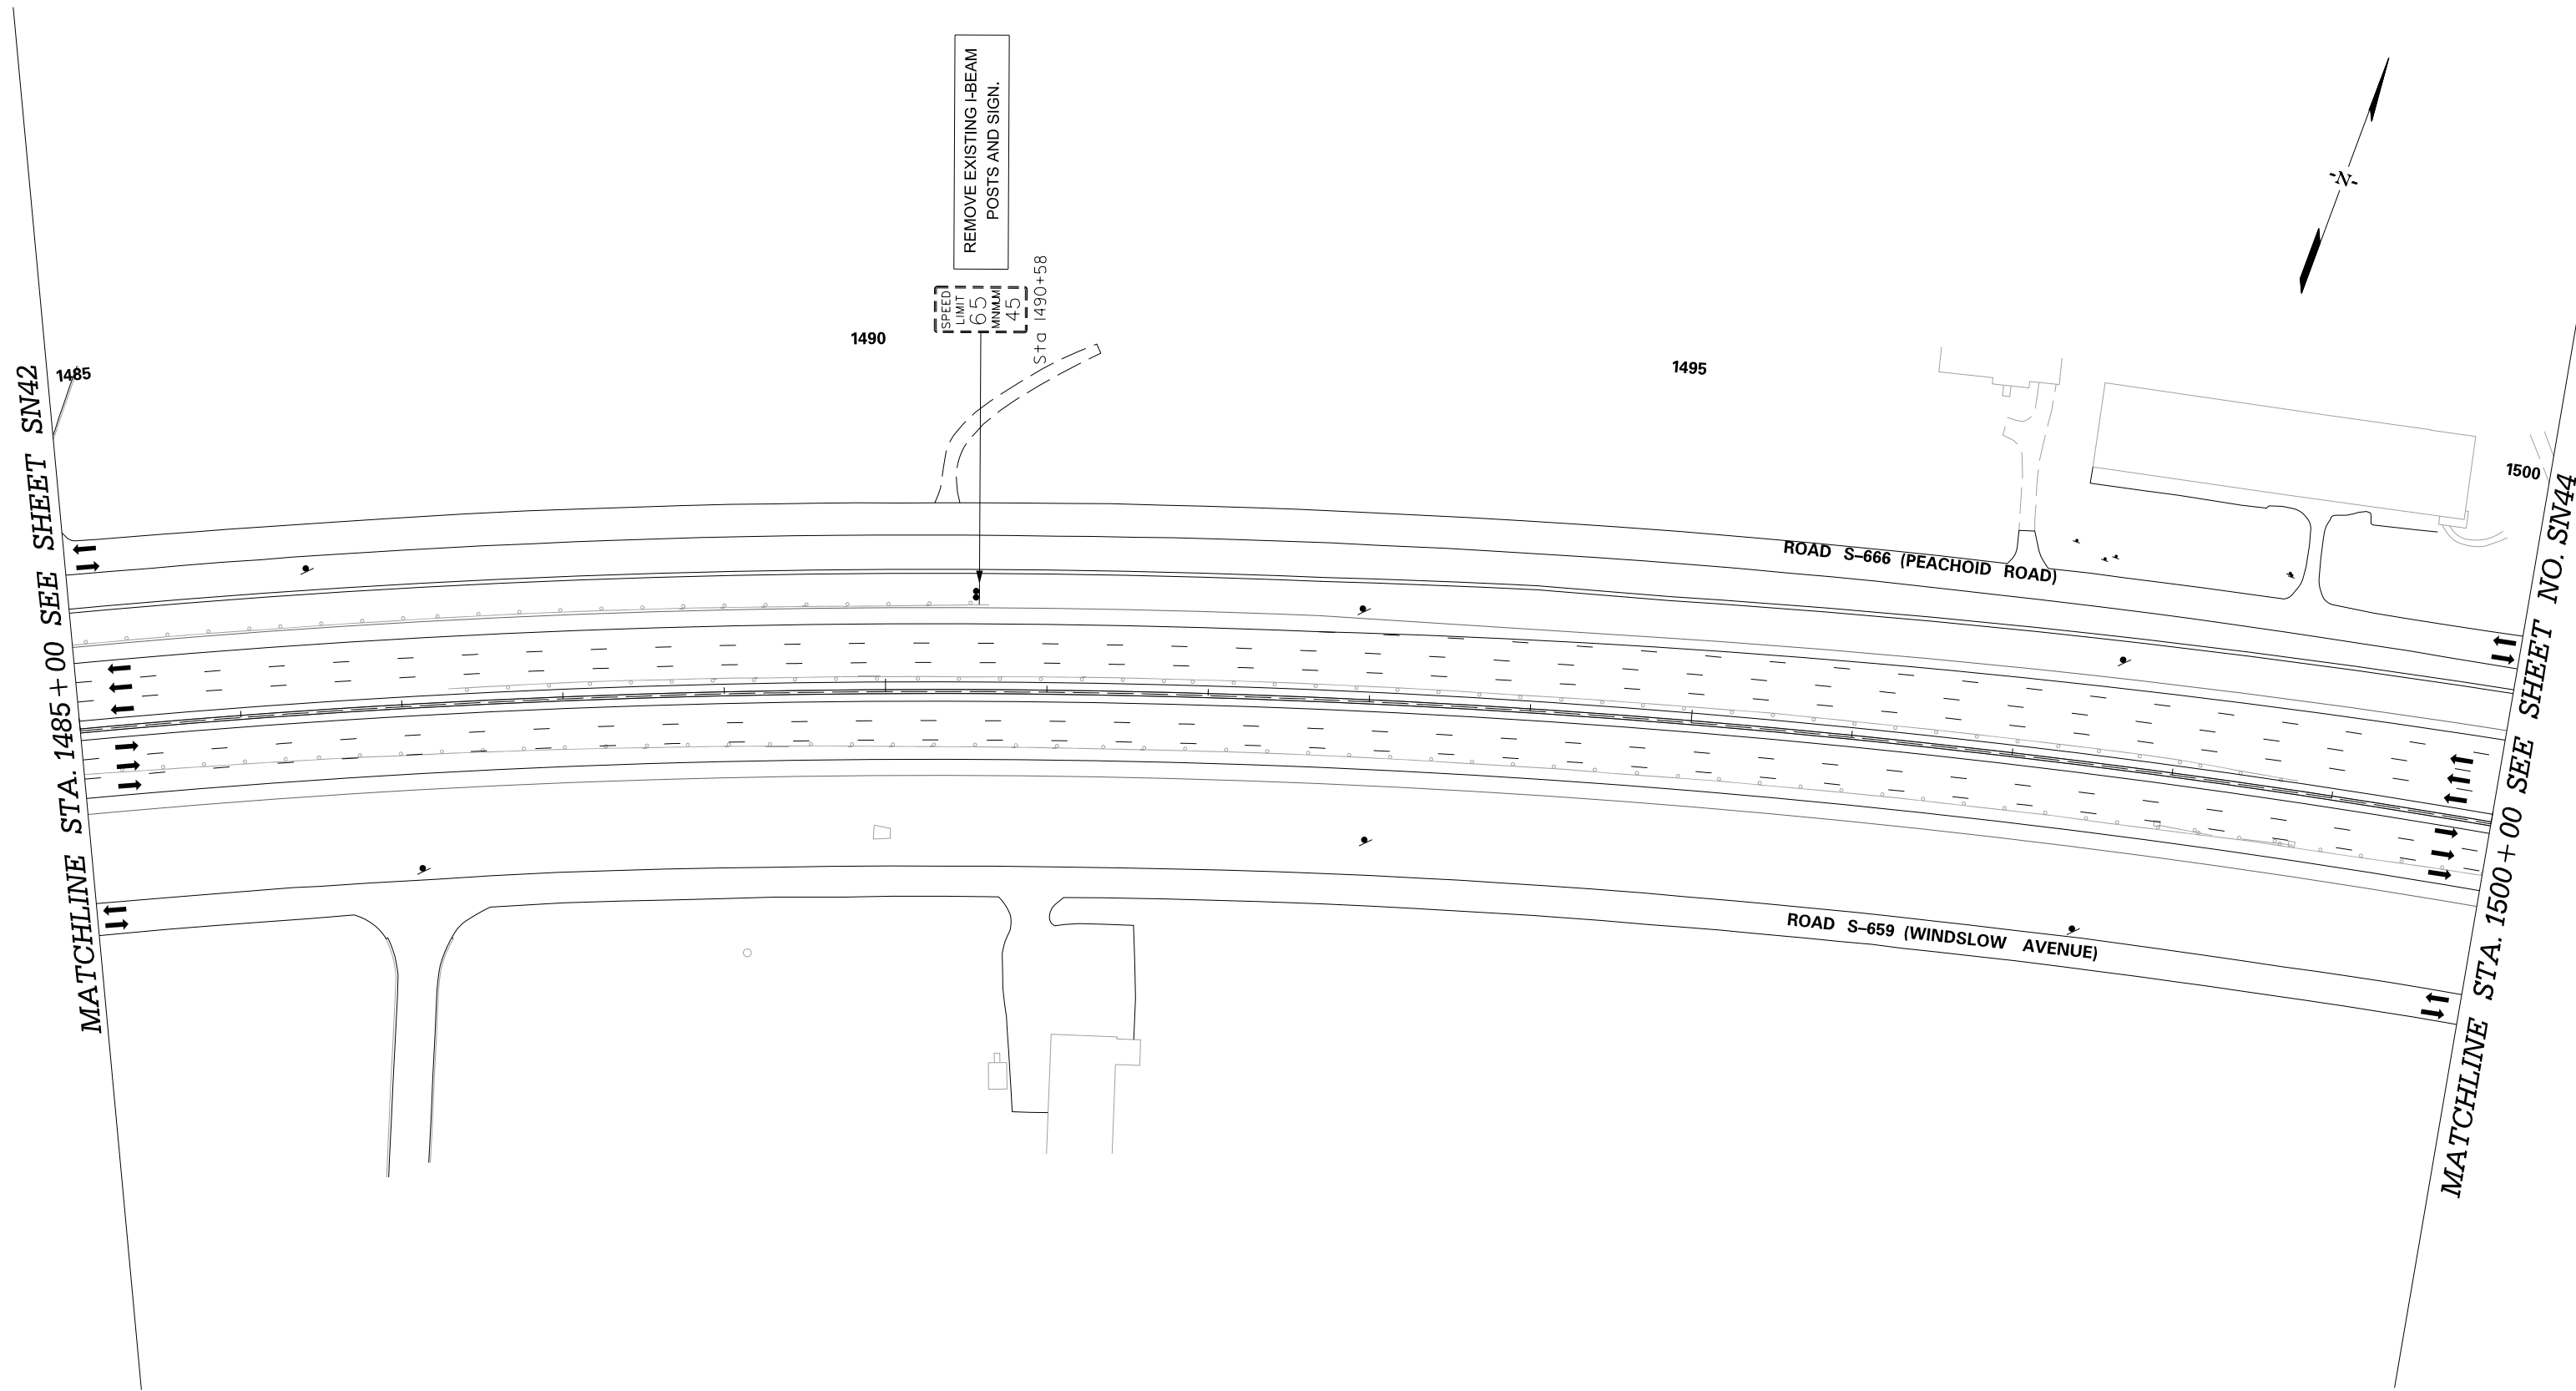 REMOVE EXISTING I-BEAM
POSTS AND SIGN.
SPEED
LIMIT
65
MNMUM
45
Sta 1490+58
1485
1490
1495
1500
-N-
MATCHLINE STA. 1485+00 SEE SHEET SN42
MATCHLINE STA. 1500+00 SEE SHEET NO. SN44
ROAD S-666 (PEACHOID ROAD)
ROAD S-659 (WINDSLOW AVENUE)